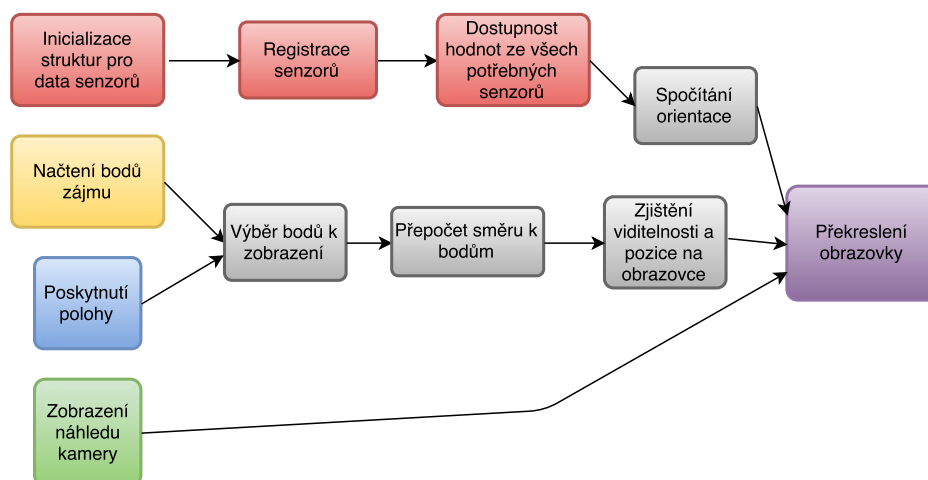 Inicializace
struktur pro
data senzorů
Registrace
senzorů
Dostupnost
hodnot ze všech
potřebných
senzorů
Spočítání
orientace
Načtení bodů
zájmu
Výběr bodů k
zobrazení
Přepočet směru k
bodům
Zjištění
viditelnosti a
pozice na
obrazovce
Překreslení
obrazovky
Poskytnutí
polohy
Zobrazení
náhledu
kamery